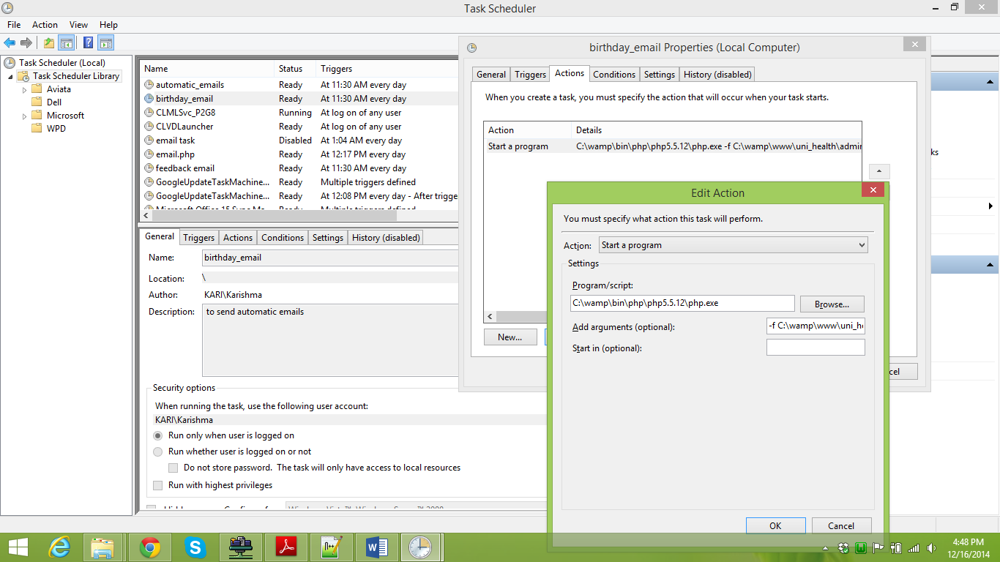 Task Scheduler
File Action View Help
Task Scheduler (Local)
Task Scheduler Library
Aviata
Dell
Microsoft
WPD
Name Status Triggers
automatic_emails Ready At 11:30 AM every day
birthday_email Ready At 11:30 AM every day
CLMLSvc_P2G8 Running At log on of any user
CLVDLauncher Ready At log on of any user
email task Disabled At 1:04 AM every day
email.php Ready At 12:17 PM every day
feedback email Ready At 11:30 AM every day
GoogleUpdateTaskMachine... Ready Multiple triggers defined
GoogleUpdateTaskMachine... Ready At 12:08 PM every day - After trigge
General Triggers Actions Conditions Settings History (disabled)
Name: birthday_email
Location: \
Author: KARI\Karishma
Description: to send automatic emails
Security options
When running the task, use the following user account:
KARI\Karishma
Run only when user is logged on
Run whether user is logged on or not
Do not store password. The task will only have access to local resources
Run with highest privileges
birthday_email Properties (Local Computer)
General Triggers Actions Conditions Settings History (disabled)
When you create a task, you must specify the action that will occur when your task starts.
Action Details
Start a program C:\wamp\bin\php\php5.5.12\php.exe -f C:\wamp\www\uni_health\admin
New...
cel
ks
Edit Action
You must specify what action this task will perform.
Action: Start a program
Settings
Program/script:
C:\wamp\bin\php\php5.5.12\php.exe Browse...
Add arguments (optional): -f C:\wamp\www\uni_he
Start in (optional):
OK Cancel
4:48 PM
12/16/2014